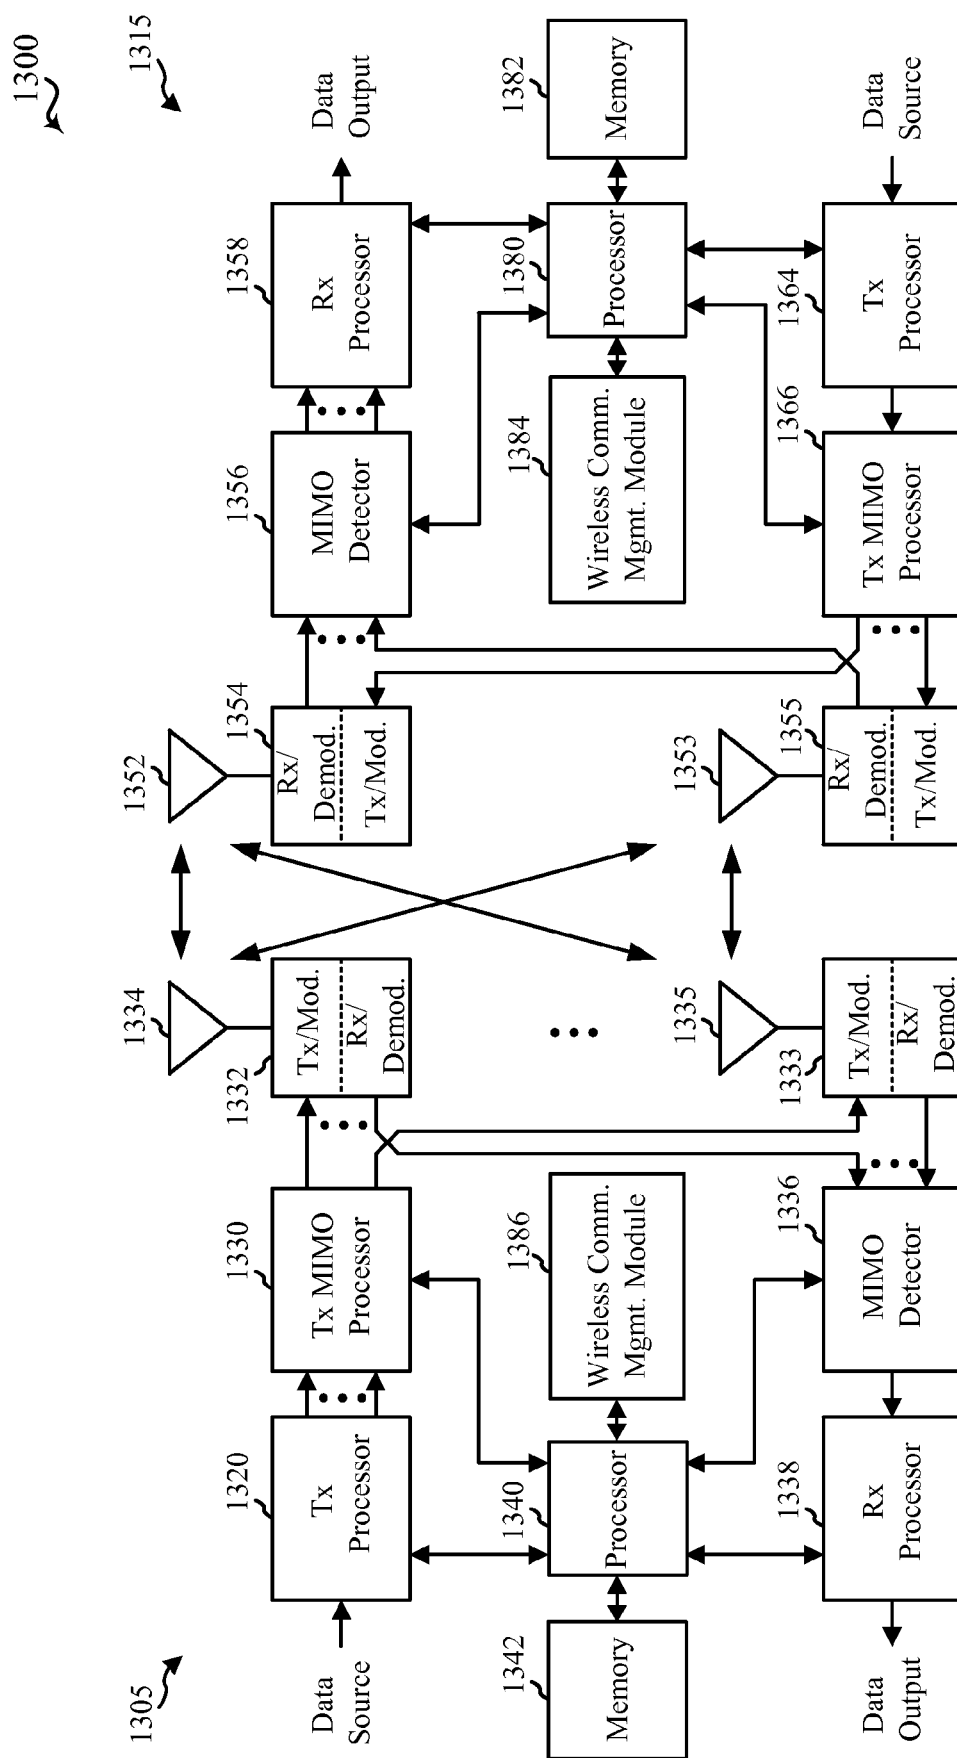 1300
1305
1315
Data
Source
1320
Tx
Processor
1330
Tx MIMO
Processor
1332
Tx/Mod.
Rx/
Demod.
1334
1352
1354
Rx/
Demod.
Tx/Mod.
1356
MIMO
Detector
1358
Rx
Processor
Data
Output
1342
Memory
1340
Processor
1386
Wireless Comm.
Mgmt. Module
1384
Wireless Comm.
Mgmt. Module
1380
Processor
1382
Memory
Data
Output
1338
Rx
Processor
1336
MIMO
Detector
1333
Tx/Mod.
Rx/
Demod.
1335
1353
1355
Rx/
Demod.
Tx/Mod.
1366
Tx MIMO
Processor
1364
Tx
Processor
Data
Source